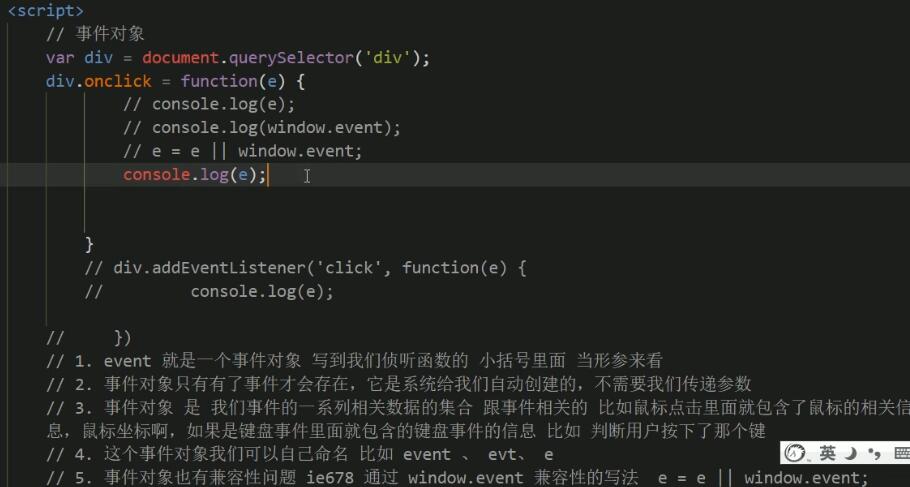 <script>
// 事件对象
var div = document.querySelector('div');
div.onclick = function(e) {
// console.log(e);
// console.log(window.event);
// e = e || window.event;
console.log(e);
}
// div.addEventListener('click', function(e) {
// console.log(e);
// })
// 1. event 就是一个事件对象 写到我们侦听函数的 小括号里面 当形参来看
// 2. 事件对象只有有了事件才会存在，它是系统给我们自动创建的，不需要我们传递参数
// 3. 事件对象 是 我们事件的一系列相关数据的集合 跟事件相关的 比如鼠标点击里面就包含了鼠标的相关信
息，鼠标坐标啊，如果是键盘事件里面就包含的键盘事件的信息 比如 判断用户按下了那个键
// 4. 这个事件对象我们可以自己命名 比如 event 、 evt、 e
// 5. 事件对象也有兼容性问题 ie678 通过 window.event 兼容性的写法 e = e || window.event;
英